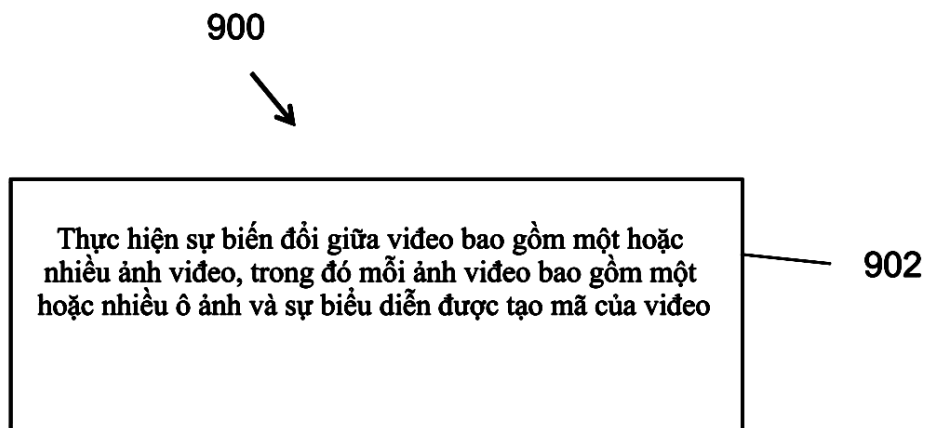 900
Thực hiện sự biến đổi giữa viđeo bao gồm một hoặc
nhiều ảnh viđeo, trong đó mỗi ảnh viđeo bao gồm một
hoặc nhiều ô ảnh và sự biểu diễn được tạo mã của viđeo
902